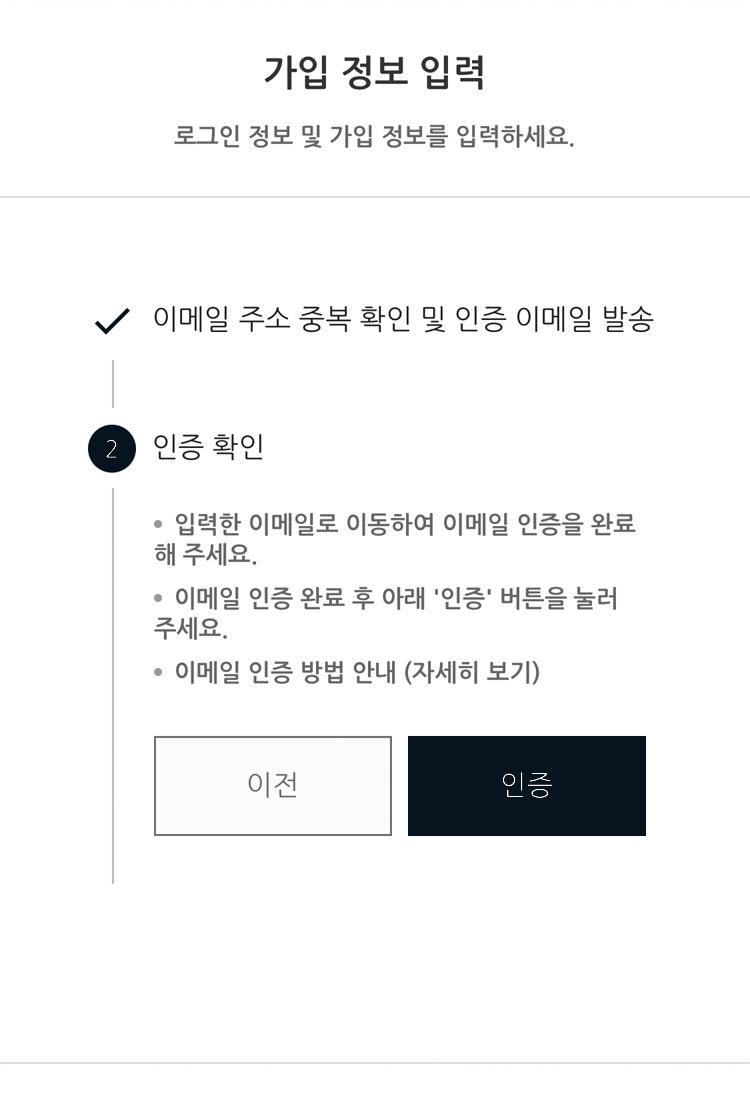 가입 정보 입력
로그인 정보 및 가입 정보를 입력하세요.
이메일 주소 중복 확인 및 인증 이메일 발송
2 인증 확인
• 입력한 이메일로 이동하여 이메일 인증을 완료
해 주세요.
• 이메일 인증 완료 후 아래 '인증' 버튼을 눌러
주세요.
• 이메일 인증 방법 안내 (자세히 보기)
이전 인증